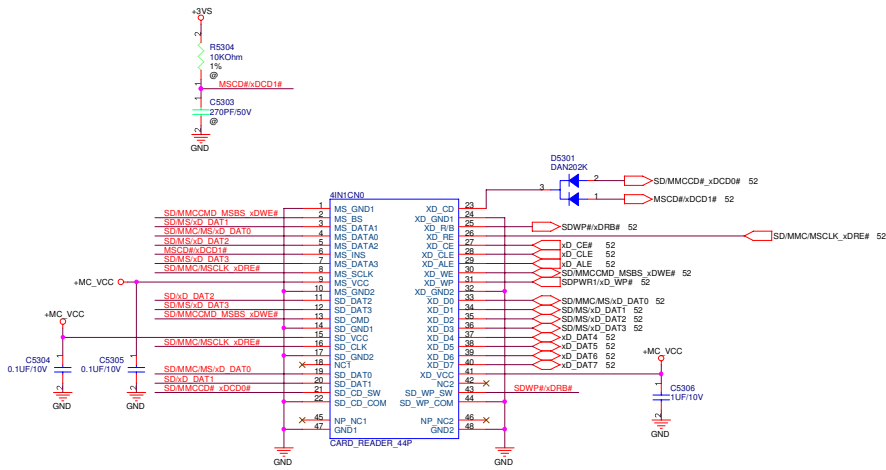 +3VS
2
R5304
10KOhm
1%
@
1
MSCD#/xDCD1#
1
C5303
270PF/50V
@
2
GND
D5301
DAN202K
3
2 SD/MMCCD#_xDCD0# 52
1 MSCD#/xDCD1# 52
4IN1CN0
1 MS_GND1
SD/MMCCMD_MSBS_xDWE# 2 MS_BS
SD/MS/xD_DAT1 3 MS_DATA1
SD/MMC/MS/xD_DAT0 4 MS_DATA0
SD/MS/xD_DAT2 5 MS_DATA2
MSCD#/xDCD1# 6 MS_INS
SD/MS/xD_DAT3 7 MS_DATA3
SD/MMC/MSCLK_xDRE# 8 MS_SCLK
+MC_VCC 9 MS_VCC
10 MS_GND2
SD/xD_DAT2 11 SD_DAT2
SD/MS/xD_DAT3 12 SD_DAT3
SD/MMCCMD_MSBS_xDWE# 13 SD_CMD
14 SD_GND1
+MC_VCC
15 SD_VCC
SD/MMC/MSCLK_xDRE# 16 SD_CLK
17 SD_GND2
18 NC1
SD/MMC/MS/xD_DAT0 19 SD_DAT0
SD/xD_DAT1 20 SD_DAT1
SD/MMCCD#_xDCD0# 21 SD_CD_SW
22 SD_CD_COM
45 NP_NC1
47 GND1
CARD_READER_44P
XD_CD 23
XD_GND1 24
XD_R/B 25 SDWP#/xDRB# 52
XD_RE 26 SD/MMC/MSCLK_xDRE# 52
XD_CE 27 xD_CE# 52
XD_CLE 28 xD_CLE 52
XD_ALE 29 xD_ALE 52
XD_WE 30 SD/MMCCMD_MSBS_xDWE# 52
XD_WP 31 SDPWR1/xD_WP# 52
XD_GND2 32
XD_D0 33 SD/MMC/MS/xD_DAT0 52
XD_D1 34 SD/MS/xD_DAT1 52
XD_D2 35 SD/MS/xD_DAT2 52
XD_D3 36 SD/MS/xD_DAT3 52
XD_D4 37 xD_DAT4 52
XD_D5 38 xD_DAT5 52
XD_D6 39 xD_DAT6 52
XD_D7 40 xD_DAT7 52
XD_VCC 41 +MC_VCC
NC2 42
SD_WP_SW 43 SDWP#/xDRB#
SD_WP_COM 44
NP_NC2 46
GND2 48
1
C5304
0.1UF/10V
2
GND
1
C5305
0.1UF/10V
2
GND
1
C5306
1UF/10V
2
GND
GND
GND